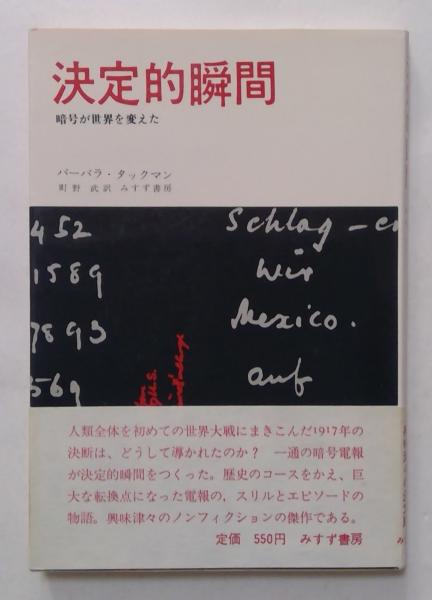 決定的瞬間
暗号が世界を変えた
バーバラ・タックマン
町野 武訳 みすず書房
452
Schlag-en
1589
wir
7893
Mexico.
569
auf
人類全体を初めての世界大戦にまきこんだ1917年の
決断は、どうして導かれたのか？ 一通の暗号電報
が決定的瞬間をつくった。歴史のコースをかえ、巨
大な転換点になった電報の、スリルとエピソードの
物語。興味津々のノンフィクションの傑作である。
定価 550円 みすず書房
み